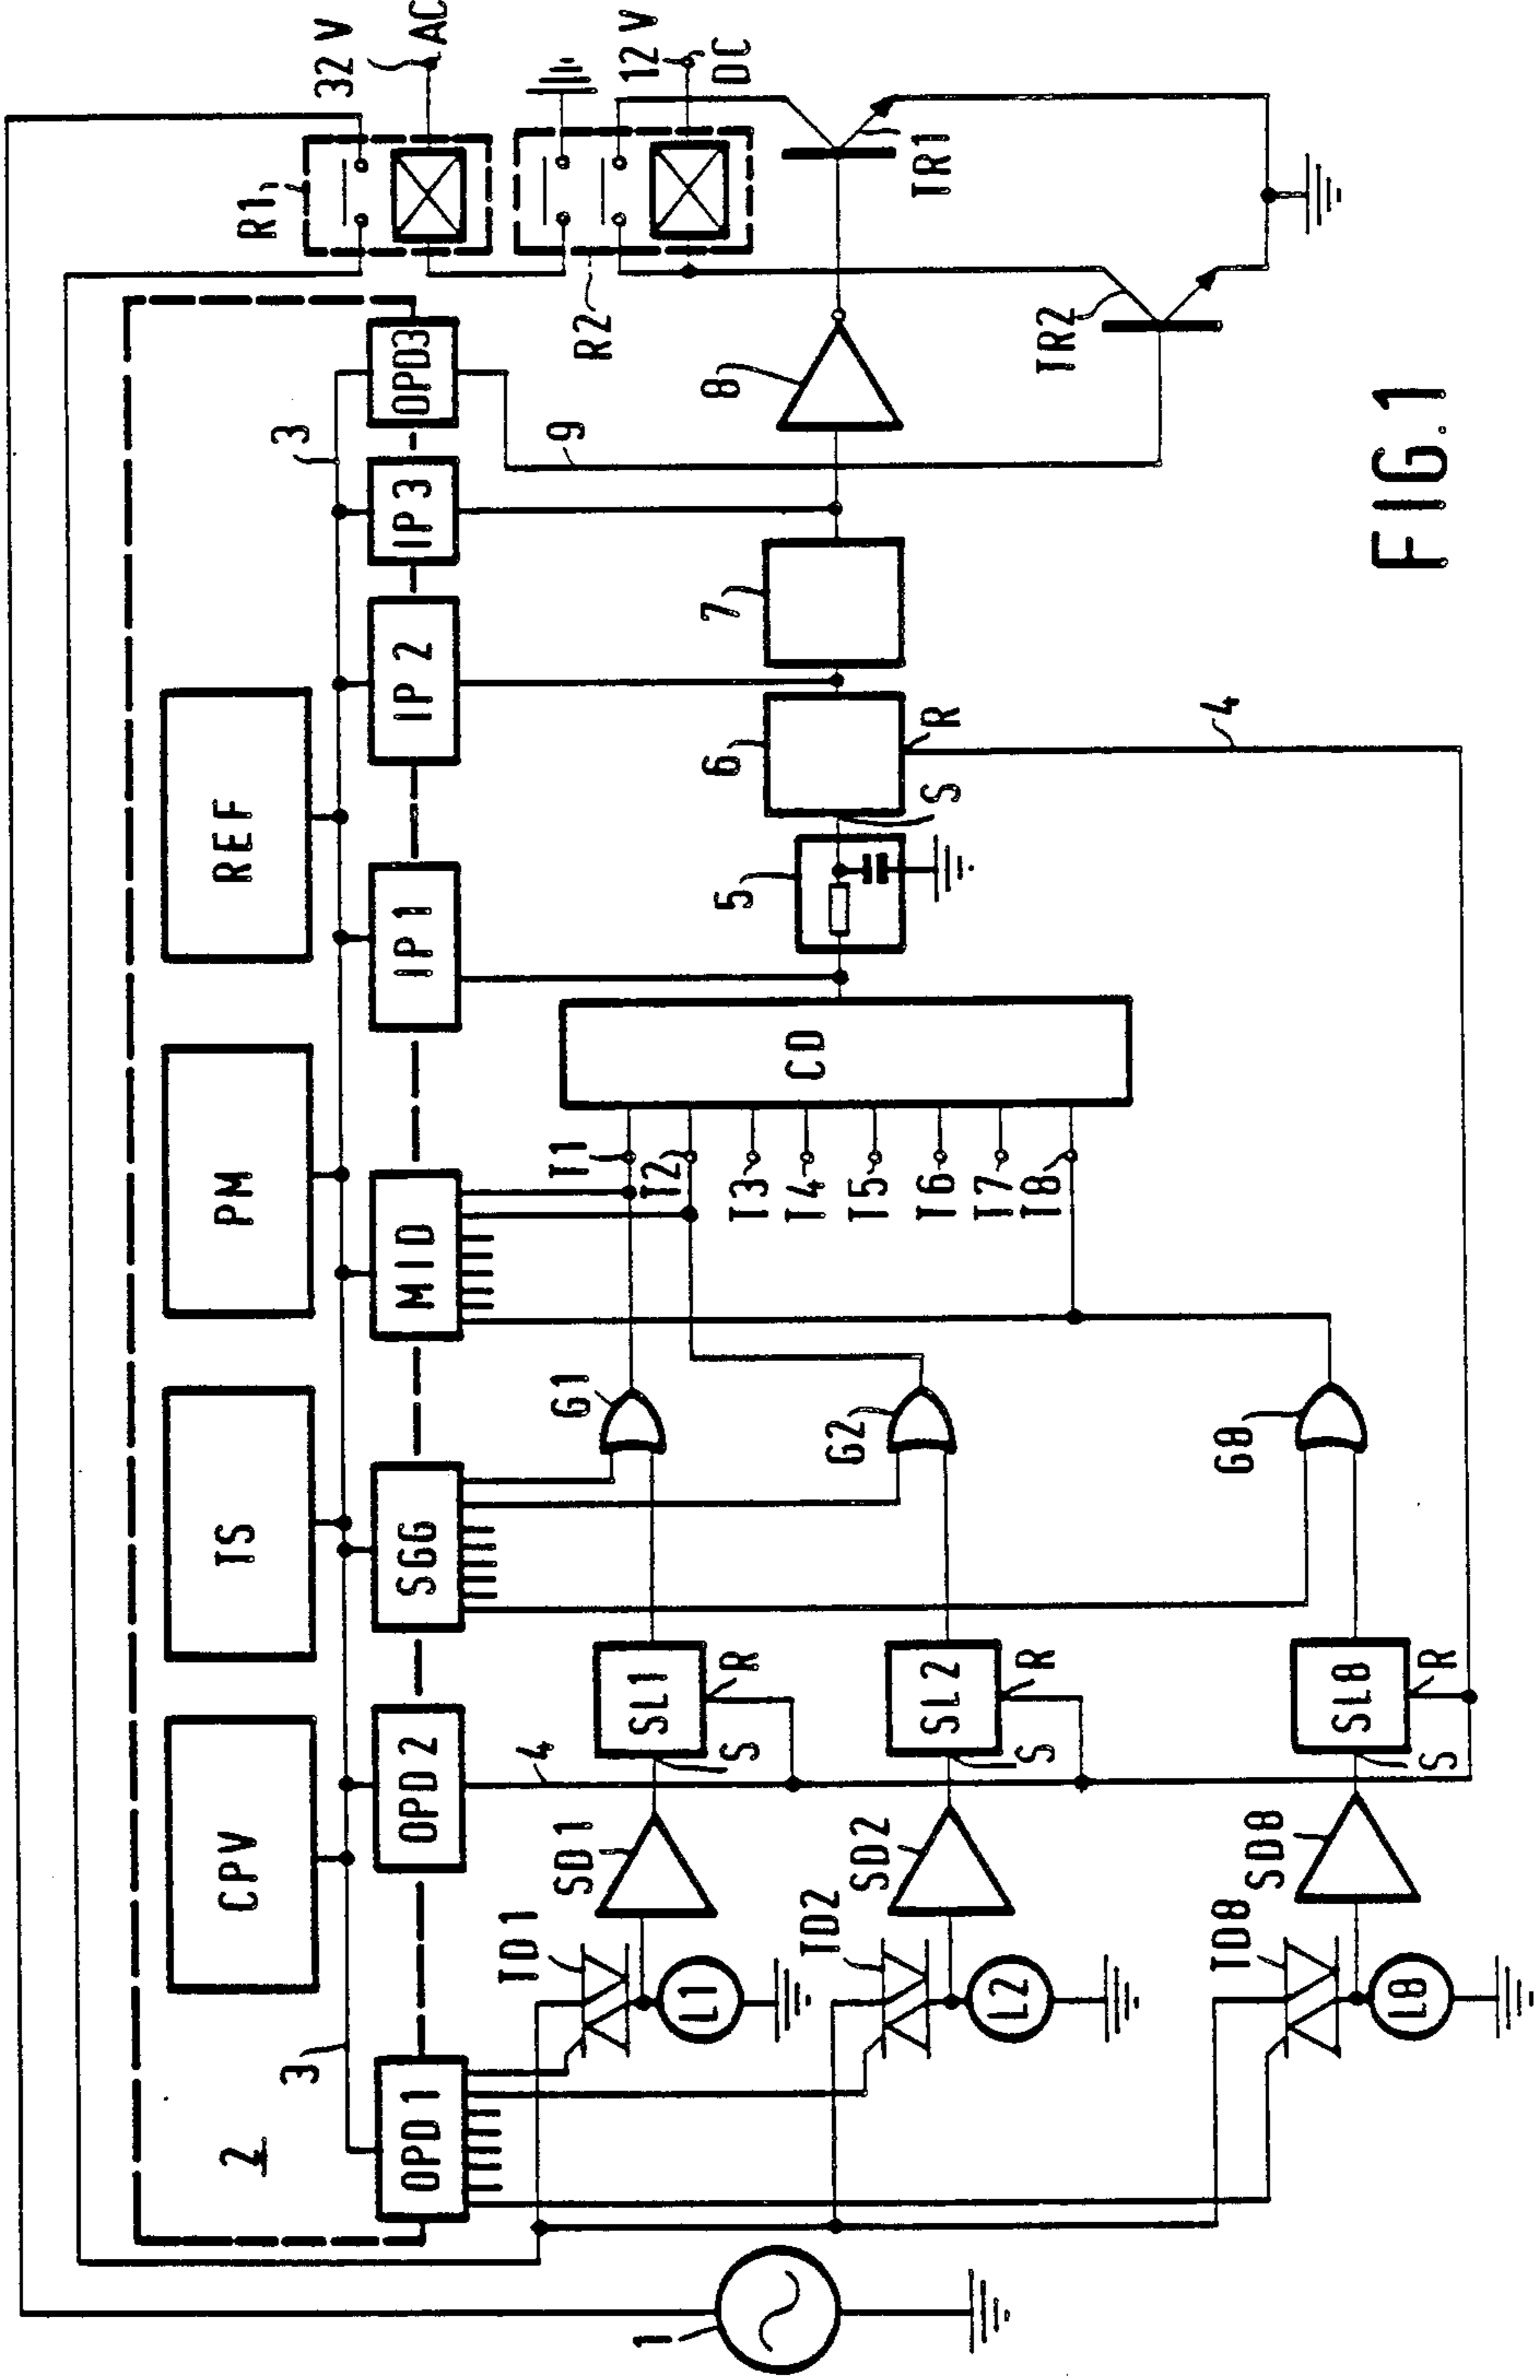 FIG.1
1
2
3
CPV
TS
PM
REF
3
OPD1
OPD2
SGG
MID
IP1
IP2
IP3
OPD3
R1
32 V
AC
R2
12 V
DC
4
9
TD1
L1
SD1
S
SL1
R
G1
T1
T2
T3
T4
T5
T6
T7
T8
CD
5
S
6
R
7
8
TR1
TR2
4
TD2
L2
SD2
S
SL2
R
G2
TD8
L8
SD8
S
SL8
R
G8